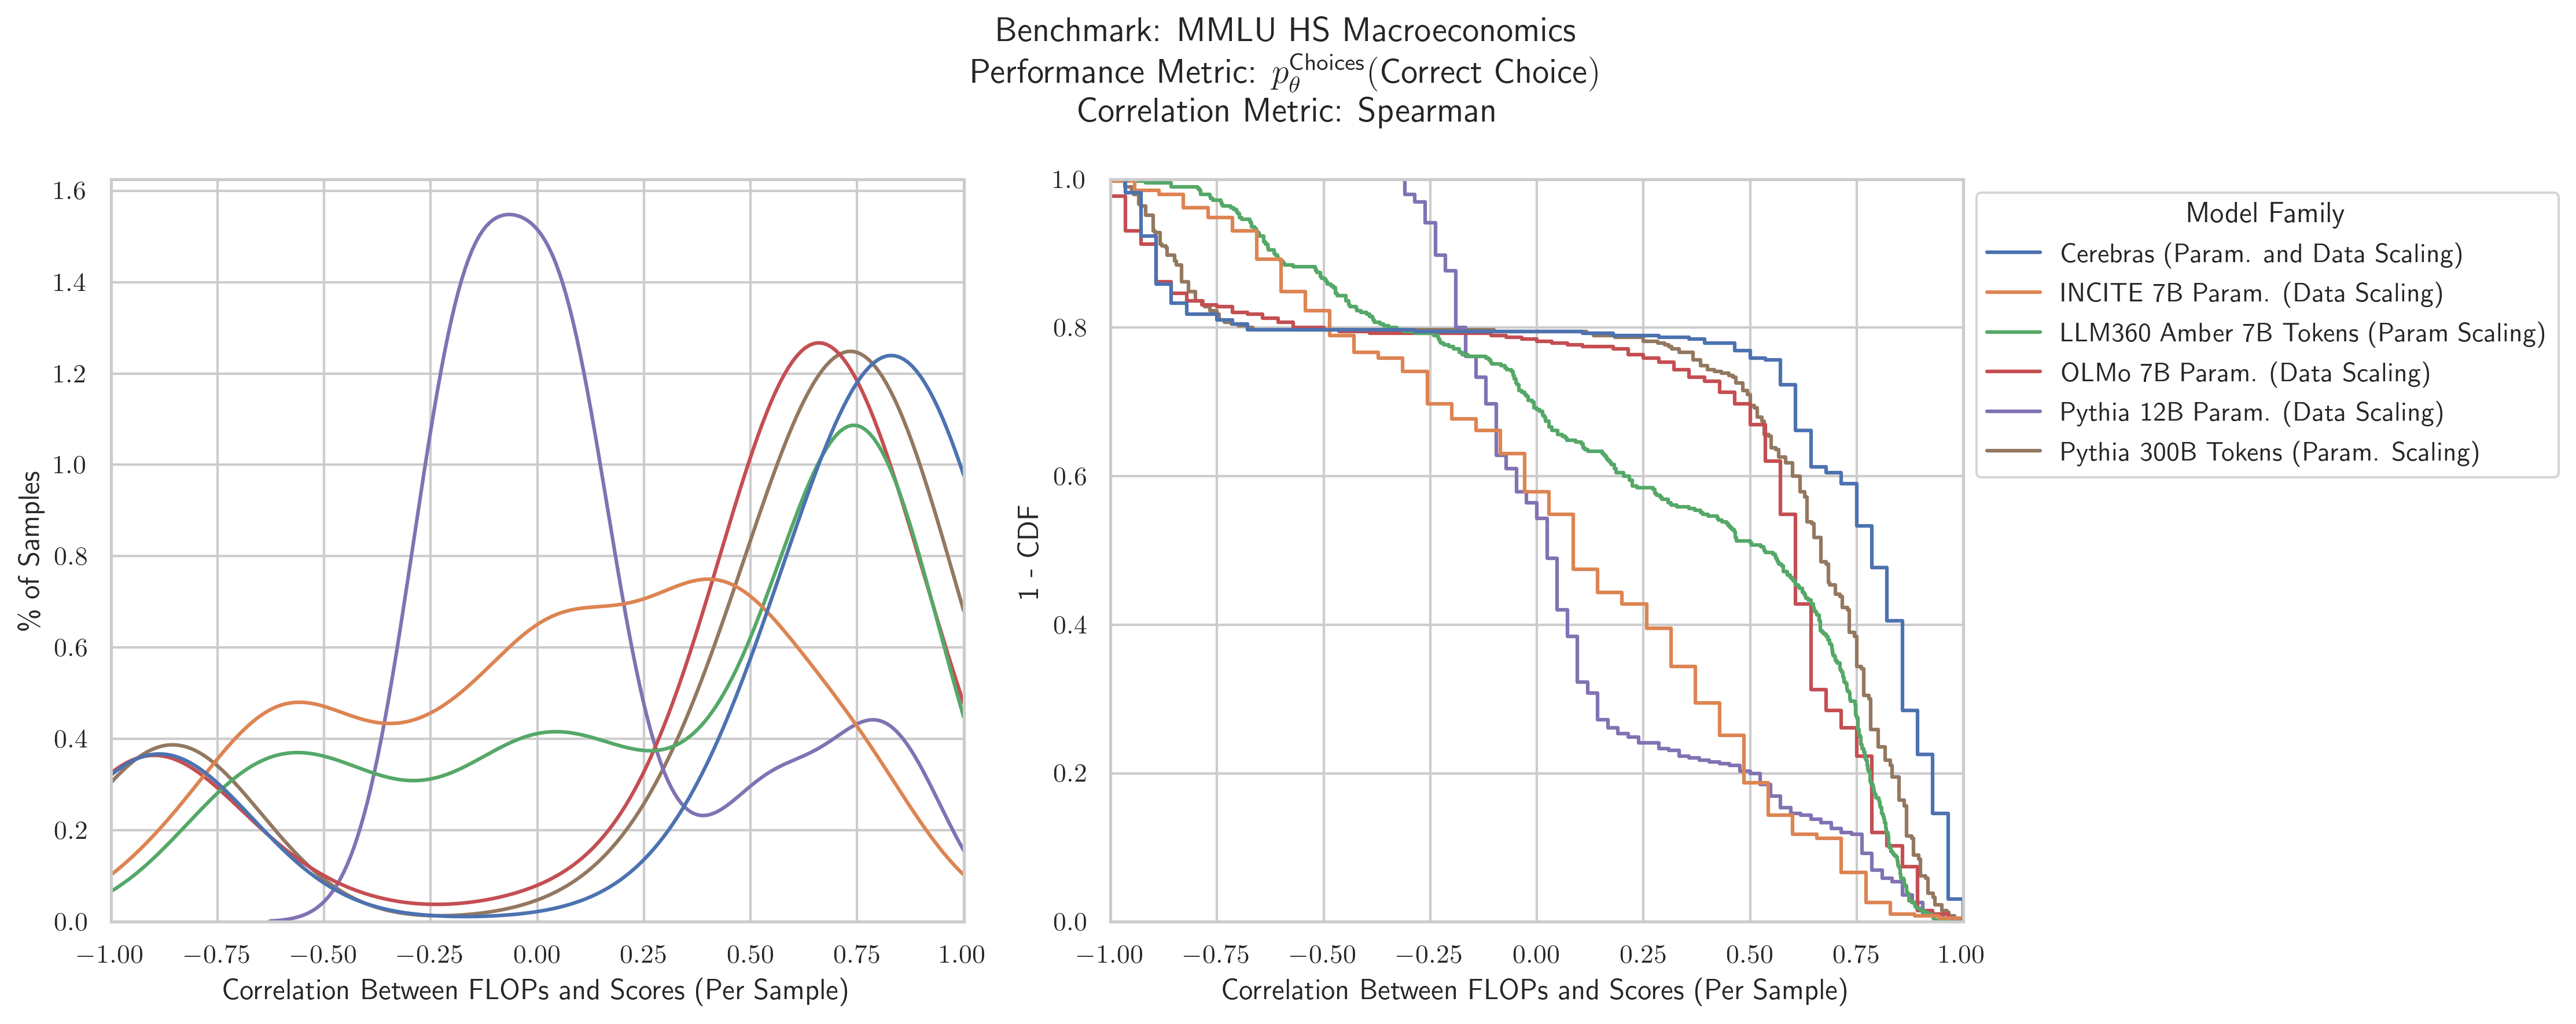 Benchmark: MMLU HS Macroeconomics
Performance Metric: $p_{\theta}^{\text{Choices}}$(Correct Choice)
Correlation Metric: Spearman
% of Samples
1.6
1.4
1.2
1.0
0.8
0.6
0.4
0.2
0.0
−1.00 −0.75 −0.50 −0.25 0.00 0.25 0.50 0.75 1.00
Correlation Between FLOPs and Scores (Per Sample)
1 - CDF
1.0
0.8
0.6
0.4
0.2
0.0
−1.00 −0.75 −0.50 −0.25 0.00 0.25 0.50 0.75 1.00
Correlation Between FLOPs and Scores (Per Sample)
Model Family
Cerebras (Param. and Data Scaling)
INCITE 7B Param. (Data Scaling)
LLM360 Amber 7B Tokens (Param Scaling)
OLMo 7B Param. (Data Scaling)
Pythia 12B Param. (Data Scaling)
Pythia 300B Tokens (Param. Scaling)